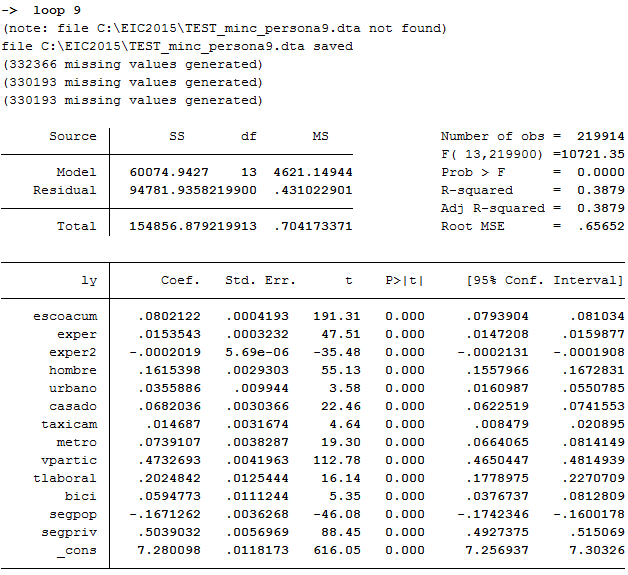 -> loop 9
(note: file C:\EIC2015\TEST_minc_persona9.dta not found)
file C:\EIC2015\TEST_minc_persona9.dta saved
(332366 missing values generated)
(330193 missing values generated)
(330193 missing values generated)
Source SS df MS Number of obs = 219914
F( 13,219900) =10721.35
Model 60074.9427 13 4621.14944 Prob > F = 0.0000
Residual 94781.9358219900 .431022901 R-squared = 0.3879
Adj R-squared = 0.3879
Total 154856.879219913 .704173371 Root MSE = .65652
ly Coef. Std. Err. t P>|t| [95% Conf. Interval]
escoacum .0802122 .0004193 191.31 0.000 .0793904 .081034
exper .0153543 .0003232 47.51 0.000 .0147208 .0159877
exper2 -.0002019 5.69e-06 -35.48 0.000 -.0002131 -.0001908
hombre .1615398 .0029303 55.13 0.000 .1557966 .1672831
urbano .0355886 .009944 3.58 0.000 .0160987 .0550785
casado .0682036 .0030366 22.46 0.000 .0622519 .0741553
taxicam .014687 .0031674 4.64 0.000 .008479 .020895
metro .0739107 .0038287 19.30 0.000 .0664065 .0814149
vpartic .4732693 .0041963 112.78 0.000 .4650447 .4814939
tlaboral .2024842 .0125444 16.14 0.000 .1778975 .2270709
bici .0594773 .0111244 5.35 0.000 .0376737 .0812809
segpop -.1671262 .0036268 -46.08 0.000 -.1742346 -.1600178
segpriv .5039032 .0056969 88.45 0.000 .4927375 .515069
_cons 7.280098 .0118173 616.05 0.000 7.256937 7.30326